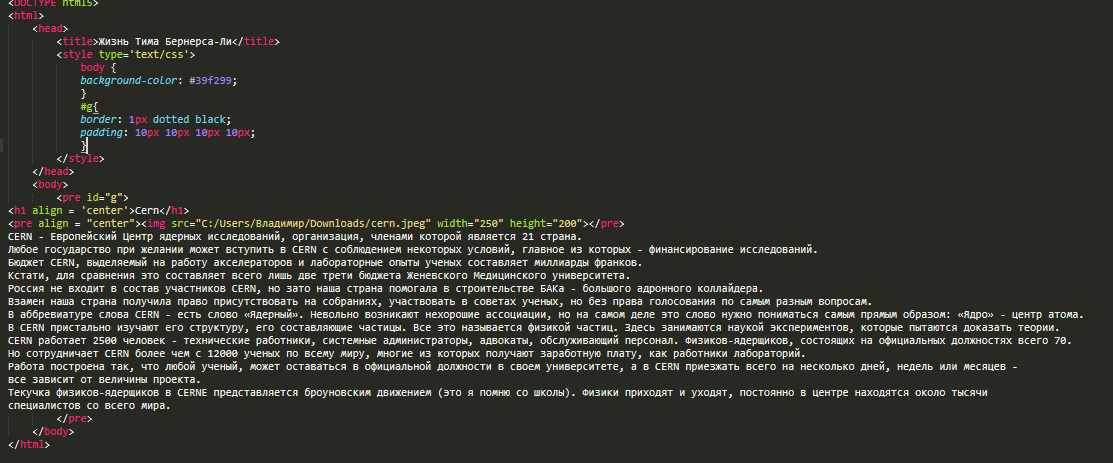 <DOCTYPE html5>
<html>
<head>
<title>Жизнь Тима Бернерса-Ли</title>
<style type='text/css'>
body {
background-color: #39f299;
}
#g{
border: 1px dotted black;
padding: 10px 10px 10px 10px;
}
</style>
</head>
<body>
<pre id="g">
<h1 align = 'center'>Cern</h1>
<pre align = "center"><img src="C:/Users/Владимир/Downloads/cern.jpeg" width="250" height="200"></pre>
CERN - Европейский Центр ядерных исследований, организация, членами которой является 21 страна.
Любое государство при желании может вступить в CERN с соблюдением некоторых условий, главное из которых - финансирование исследований.
Бюджет CERN, выделяемый на работу акселераторов и лабораторные опыты ученых составляет миллиарды франков.
Кстати, для сравнения это составляет всего лишь две трети бюджета Женевского Медицинского университета.
Россия не входит в состав участников CERN, но зато наша страна помогала в строительстве БАКа - большого адронного коллайдера.
Взамен наша страна получила право присутствовать на собраниях, участвовать в советах ученых, но без права голосования по самым разным вопросам.
В аббревиатуре слова CERN - есть слово «Ядерный». Невольно возникают нехорошие ассоциации, но на самом деле это слово нужно пониматься самым прямым образом: «Ядро» - центр атома.
В CERN пристально изучают его структуру, его составляющие частицы. Все это называется физикой частиц. Здесь занимаются наукой экспериментов, которые пытаются доказать теории.
CERN работает 2500 человек - технические работники, системные администраторы, адвокаты, обслуживающий персонал. Физиков-ядерщиков, состоящих на официальных должностях всего 70.
Но сотрудничает CERN более чем с 12000 ученых по всему миру, многие из которых получают заработную плату, как работники лабораторий.
Работа построена так, что любой ученый, может оставаться в официальной должности в своем университете, а в CERN приезжать всего на несколько дней, недель или месяцев -
все зависит от величины проекта.
Текучка физиков-ядерщиков в CERNE представляется броуновским движением (это я помню со школы). Физики приходят и уходят, постоянно в центре находятся около тысячи
специалистов со всего мира.
</pre>
</body>
</html>